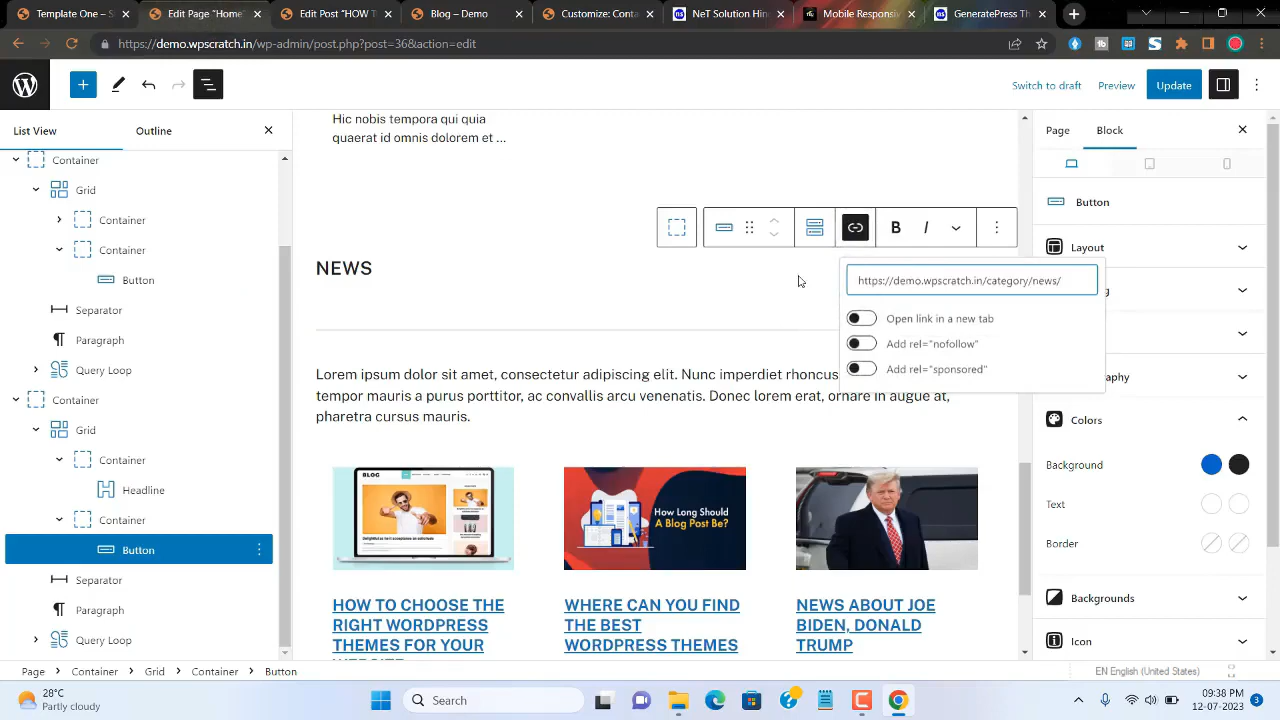 Demo One
Edit Page "Home"
Edit Post "HOW T
Blog – Demo
Customize: Conta
NeT Solution Hin
Mobile Responsiv
GeneratePress Th
https://demo.wpscratch.in/wp-admin/post.php?post=36&action=edit
Switch to draft
Preview
Update
List View
Outline
Page
Block
Container
Grid
Container
Container
Button
Separator
Paragraph
Query Loop
Container
Grid
Container
Headline
Container
Button
Separator
Paragraph
Query Loop
Hic nobis tempora qui quia
quaerat id omnis dolorem et ...
B I
NEWS
https://demo.wpscratch.in/category/news/
Open link in a new tab
Add rel="nofollow"
Add rel="sponsored"
Lorem ipsum dolor sit amet, consectetur adipiscing elit. Nunc imperdiet rhoncus
tempor mauris a purus porttitor, ac convallis arcu venenatis. Donec lorem erat, ornare in augue at,
pharetra cursus mauris.
BLOG
How Long Should
A Blog Post Be?
HOW TO CHOOSE THE
RIGHT WORDPRESS
THEMES FOR YOUR
WEBSITE
WHERE CAN YOU FIND
THE BEST
WORDPRESS THEMES
NEWS ABOUT JOE
BIDEN, DONALD
TRUMP
Button
Layout
Colors
Background
Text
Border
Backgrounds
Icon
Page
Container
Grid
Container
Button
EN English (United States)
28°C
Partly cloudy
Search
09:38 PM
12-07-2023
3